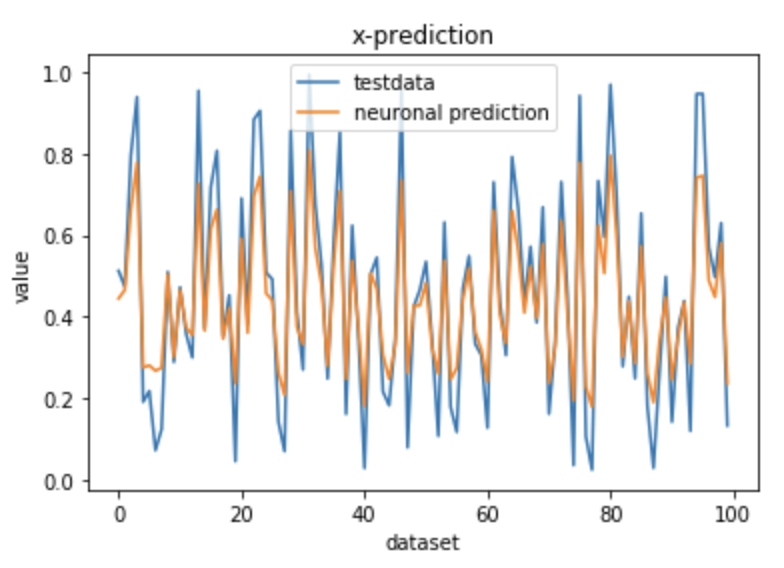 x-prediction
testdata
neuronal prediction
value
1.0
0.8
0.6
0.4
0.2
0.0
0 20 40 60 80 100
dataset